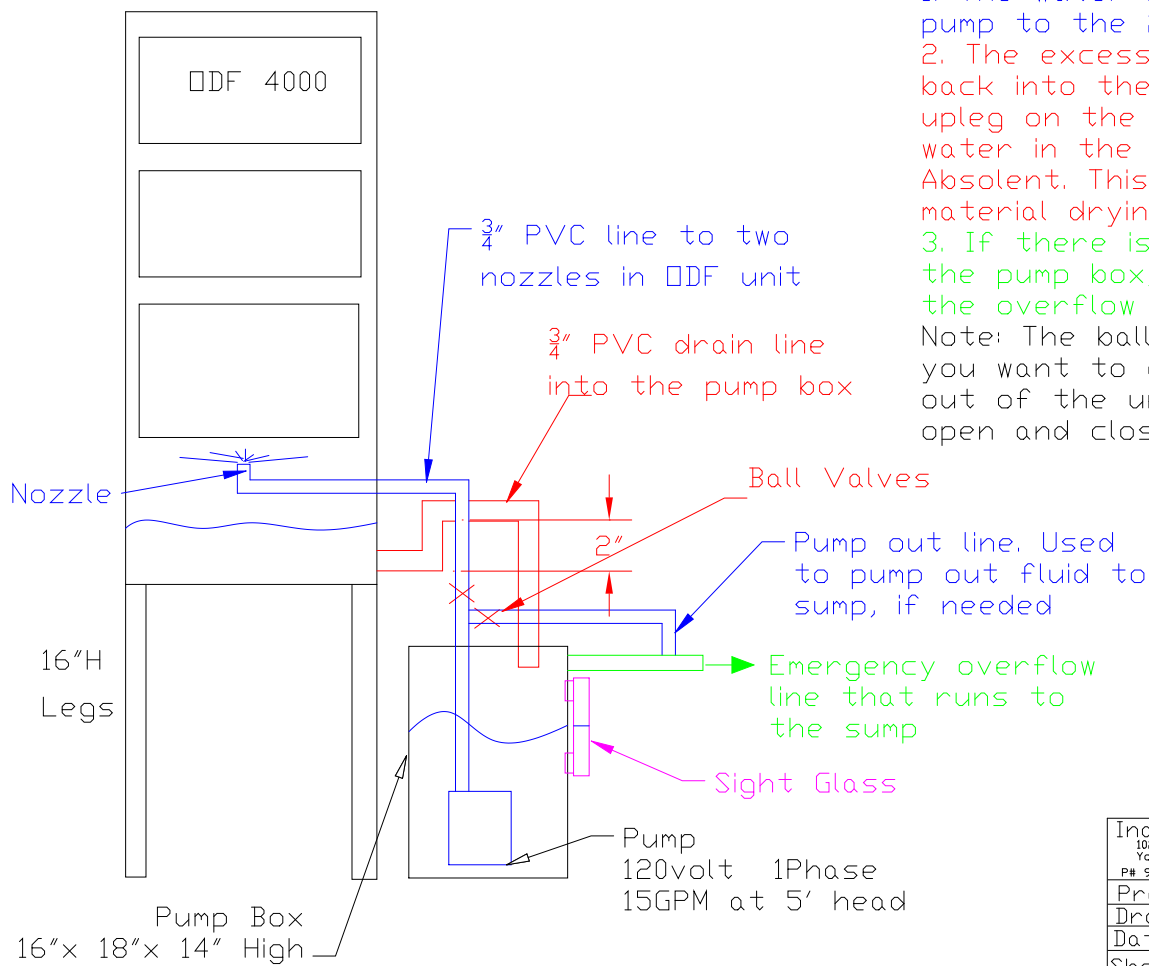 ODF 4000
3/4" PVC line to two
nozzles in ODF unit
3/4" PVC drain line
into the pump box
Nozzle
Ball Valves
2"
Pump out line. Used
to pump out fluid to
sump, if needed
16"H
Legs
Emergency overflow
line that runs to
the sump
Sight Glass
Pump
120volt 1Phase
15GPM at 5' head
Pump Box
16"x 18"x 14" High
pump to the
2. The excess
back into the
upleg on the
water in the
Absolent. This
material dryin
3. If there is
the pump box
the overflow
Note: The ball
you want to
out of the
open and clos
P# 9